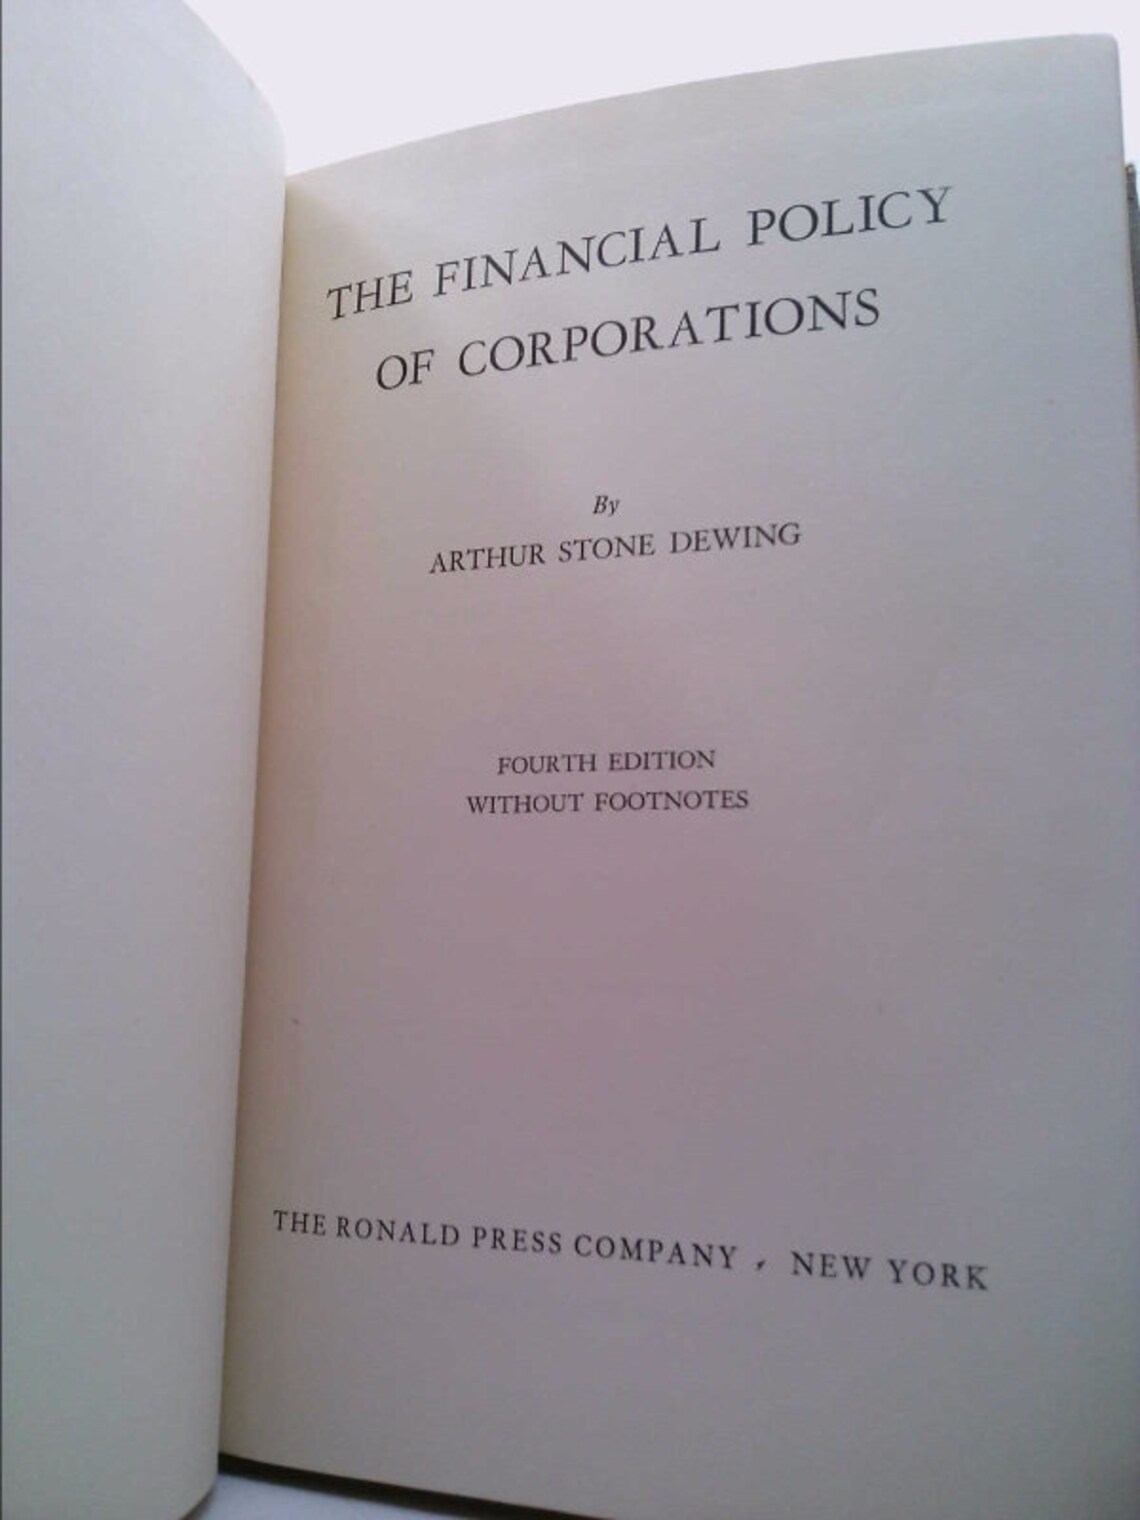 THE FINANCIAL POLICY
OF CORPORATIONS
By
ARTHUR STONE DEWING
FOURTH EDITION
WITHOUT FOOTNOTES
THE RONALD PRESS COMPANY , NEW YORK